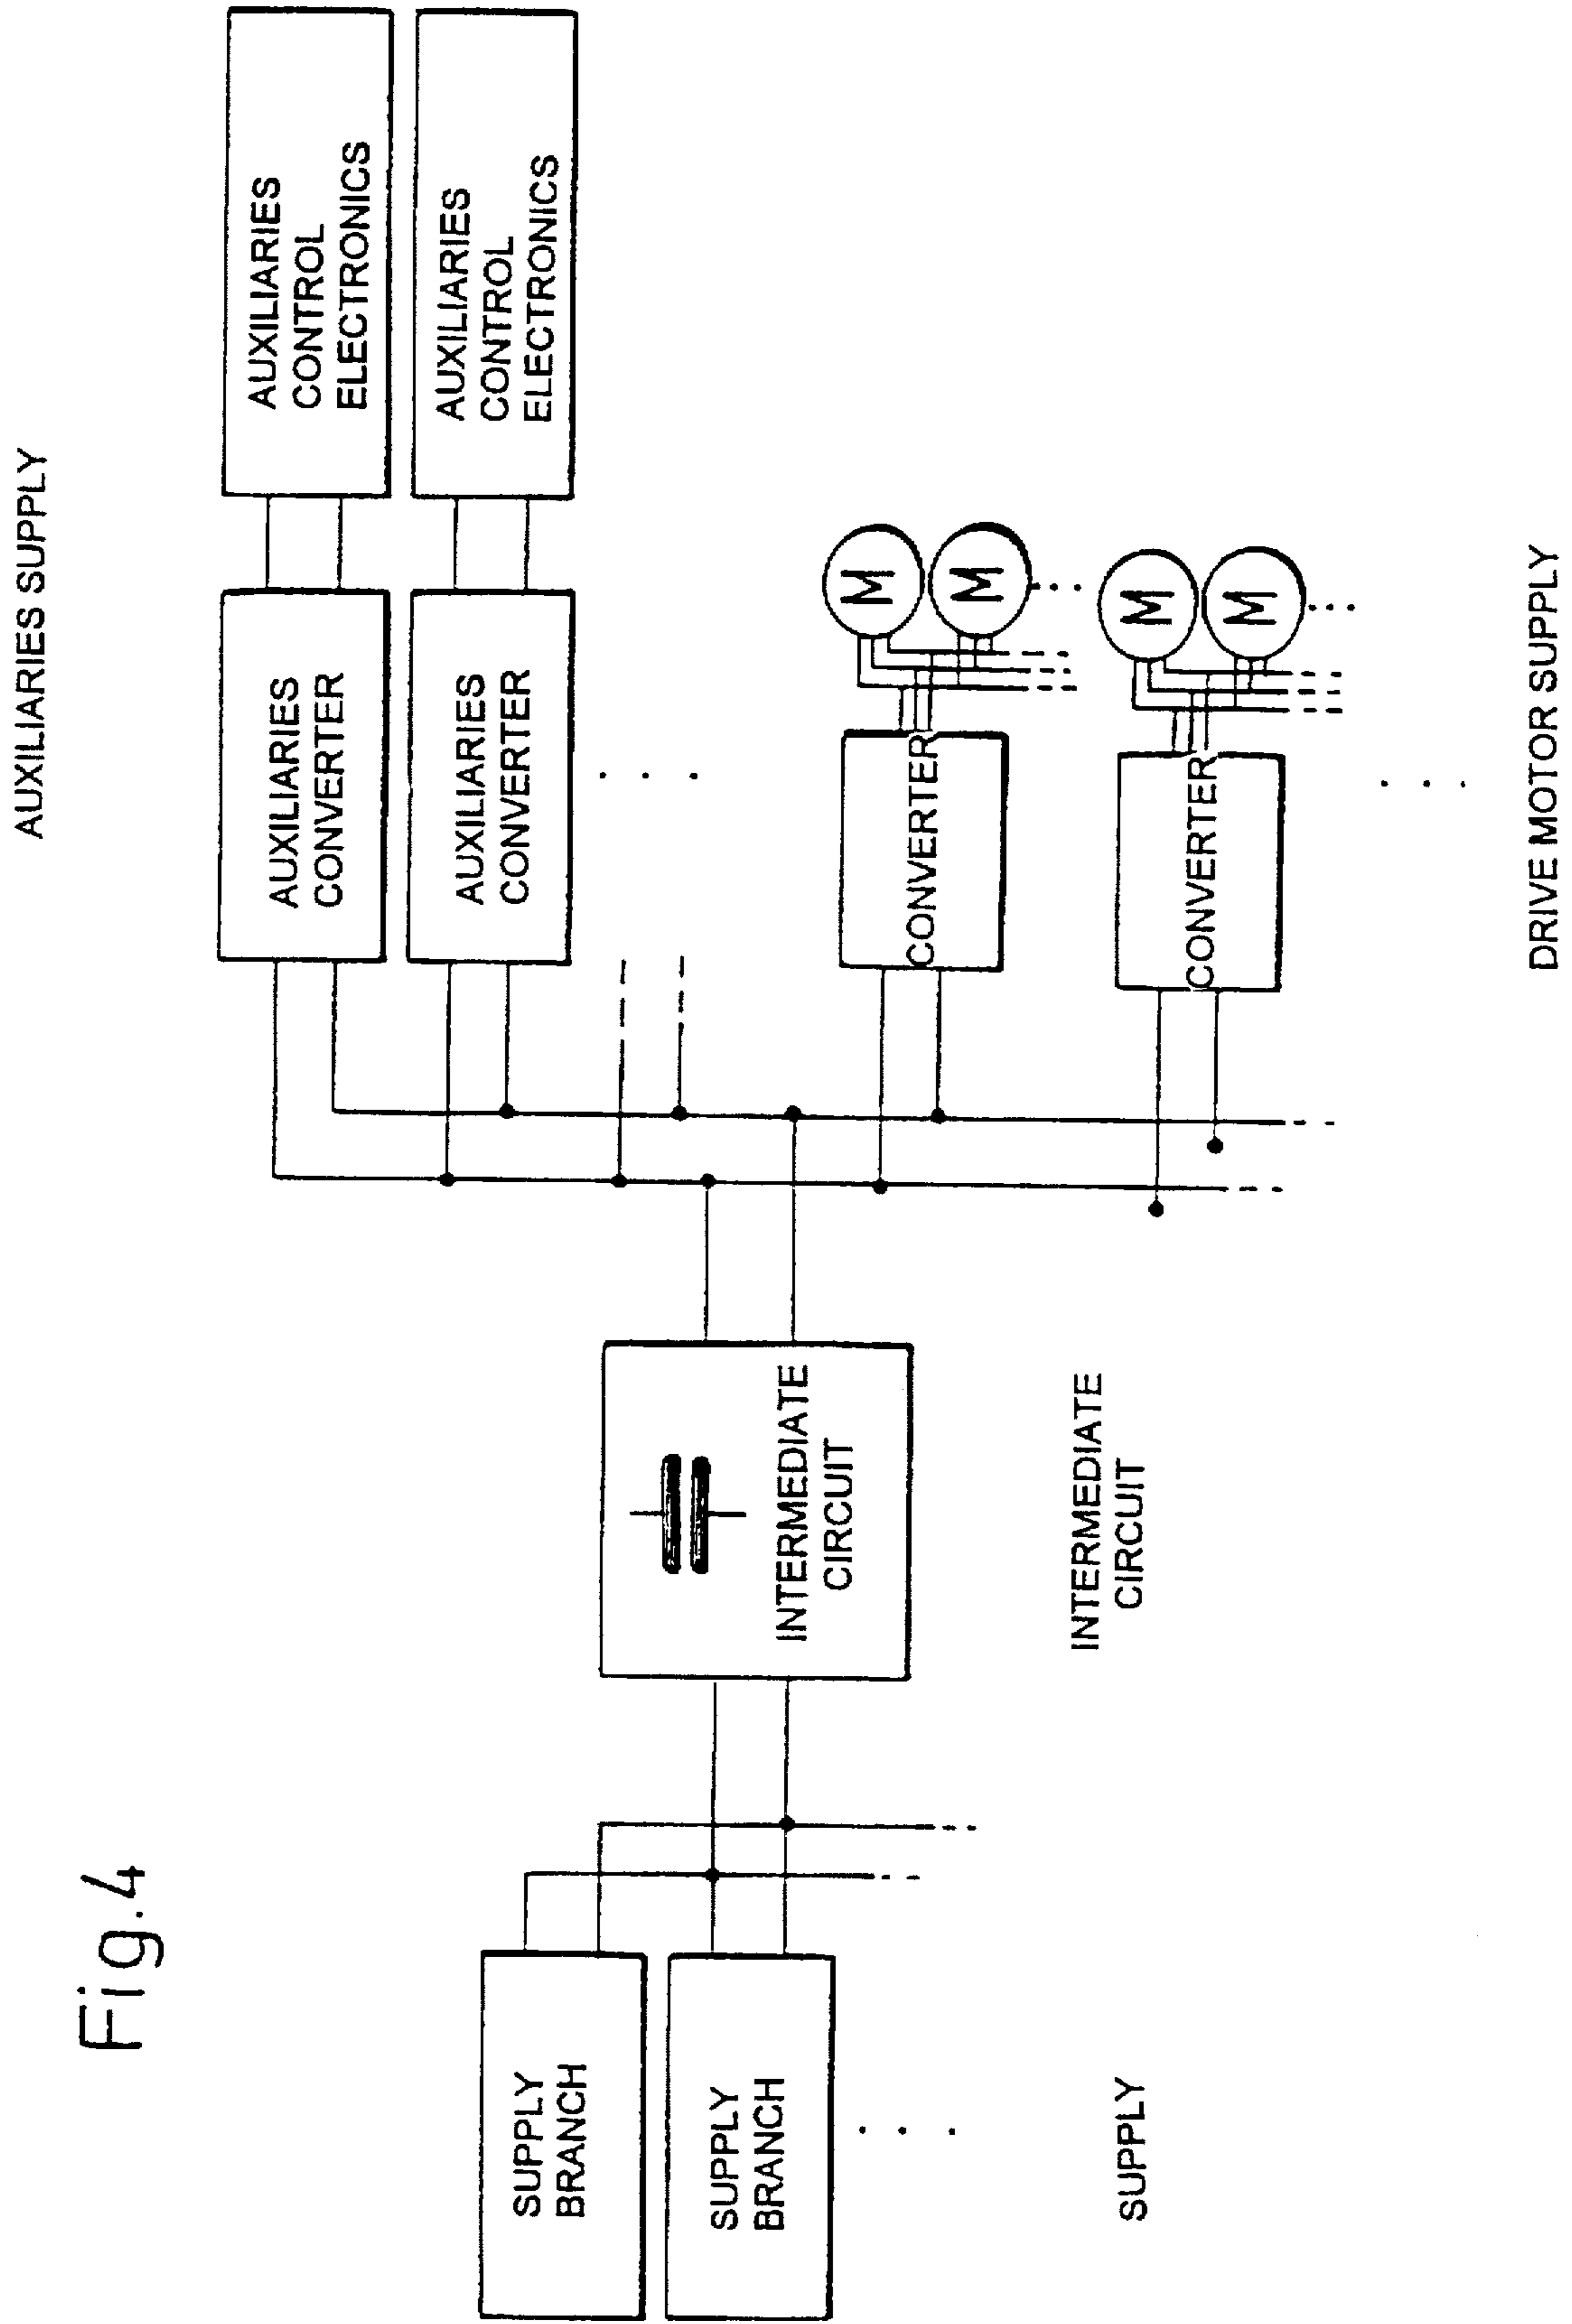 Fig.4
AUXILIARIES SUPPLY
AUXILIARIES
CONTROL
ELECTRONICS
AUXILIARIES
CONTROL
ELECTRONICS
AUXILIARIES
CONVERTER
AUXILIARIES
CONVERTER
M
M
M
M
CONVERTER
CONVERTER
DRIVE MOTOR SUPPLY
INTERMEDIATE
CIRCUIT
INTERMEDIATE
CIRCUIT
SUPPLY
BRANCH
SUPPLY
BRANCH
SUPPLY